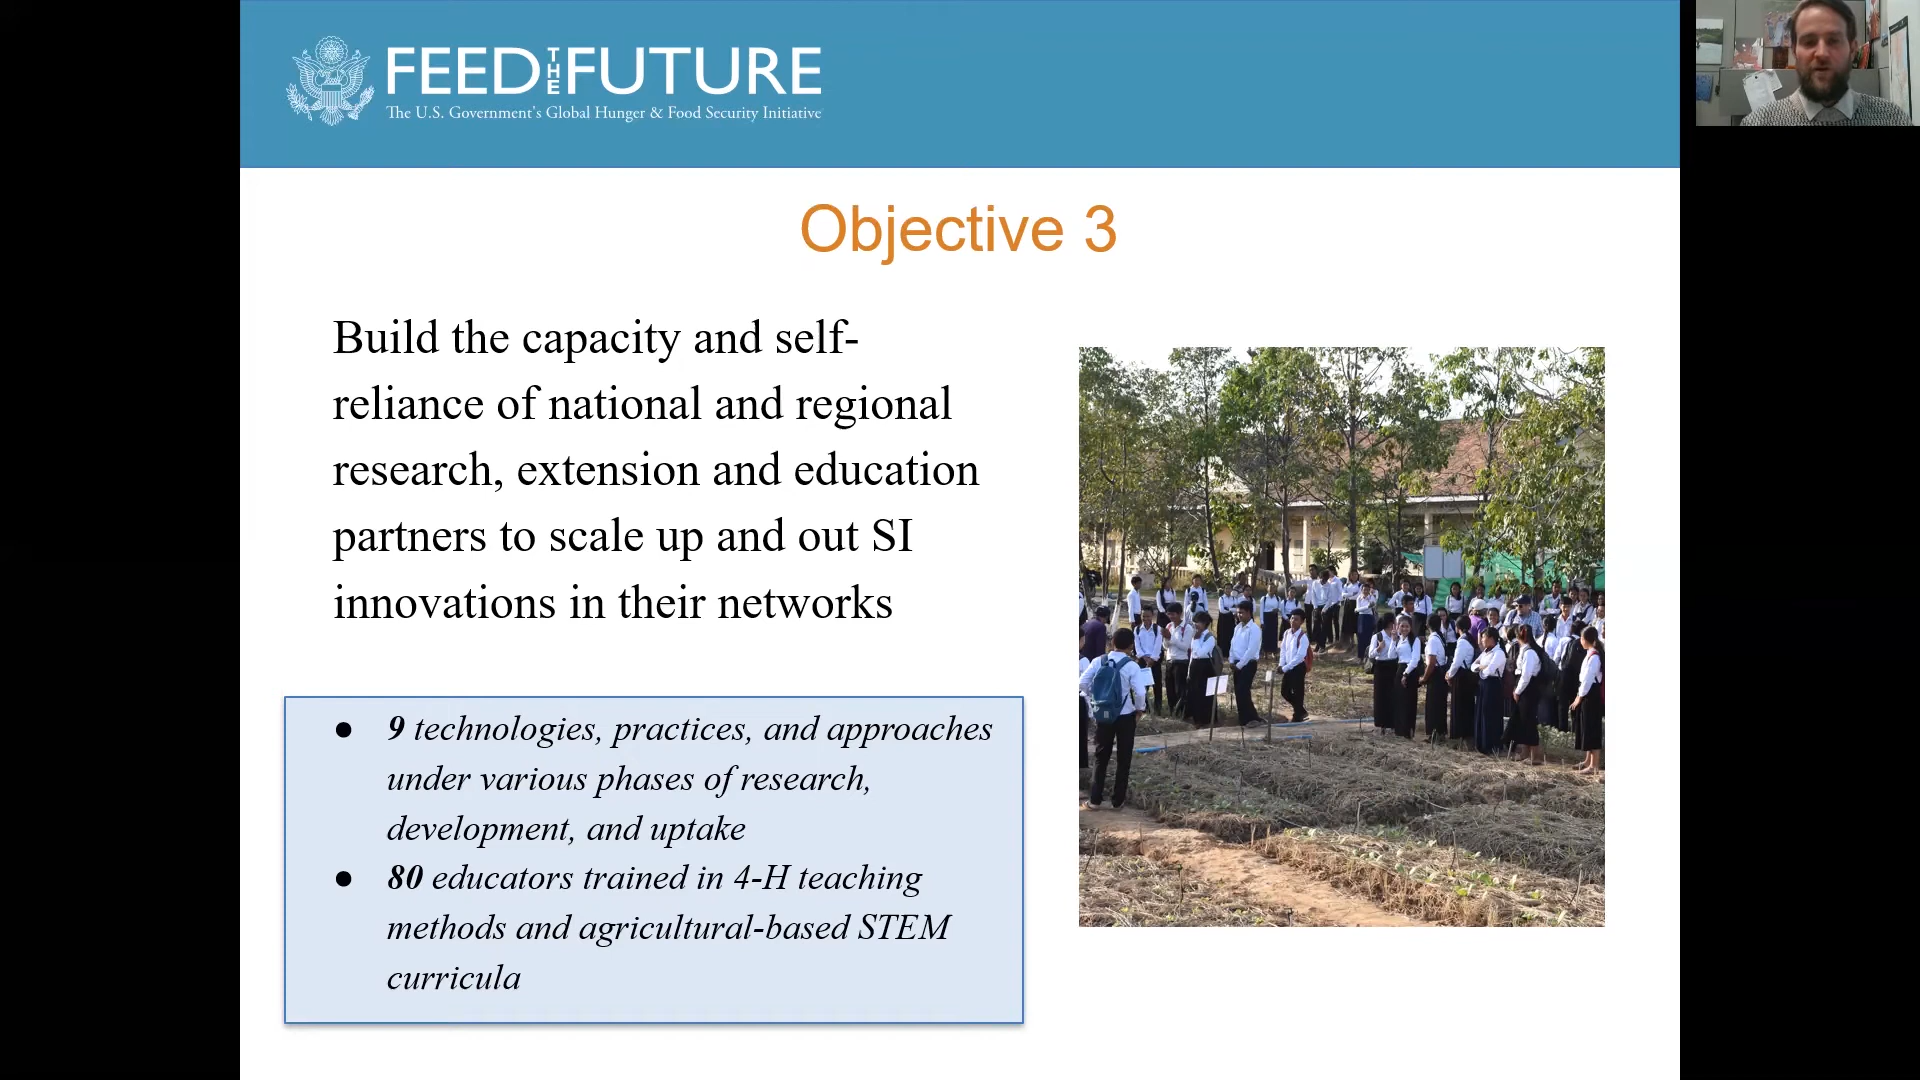 FEED THE FUTURE
The U.S. Government's Global Hunger & Food Security Initiative
Objective 3
Build the capacity and self-
reliance of national and regional
research, extension and education
partners to scale up and out SI
innovations in their networks
● 9 technologies, practices, and approaches
under various phases of research,
development, and uptake
● 80 educators trained in 4-H teaching
methods and agricultural-based STEM
curricula